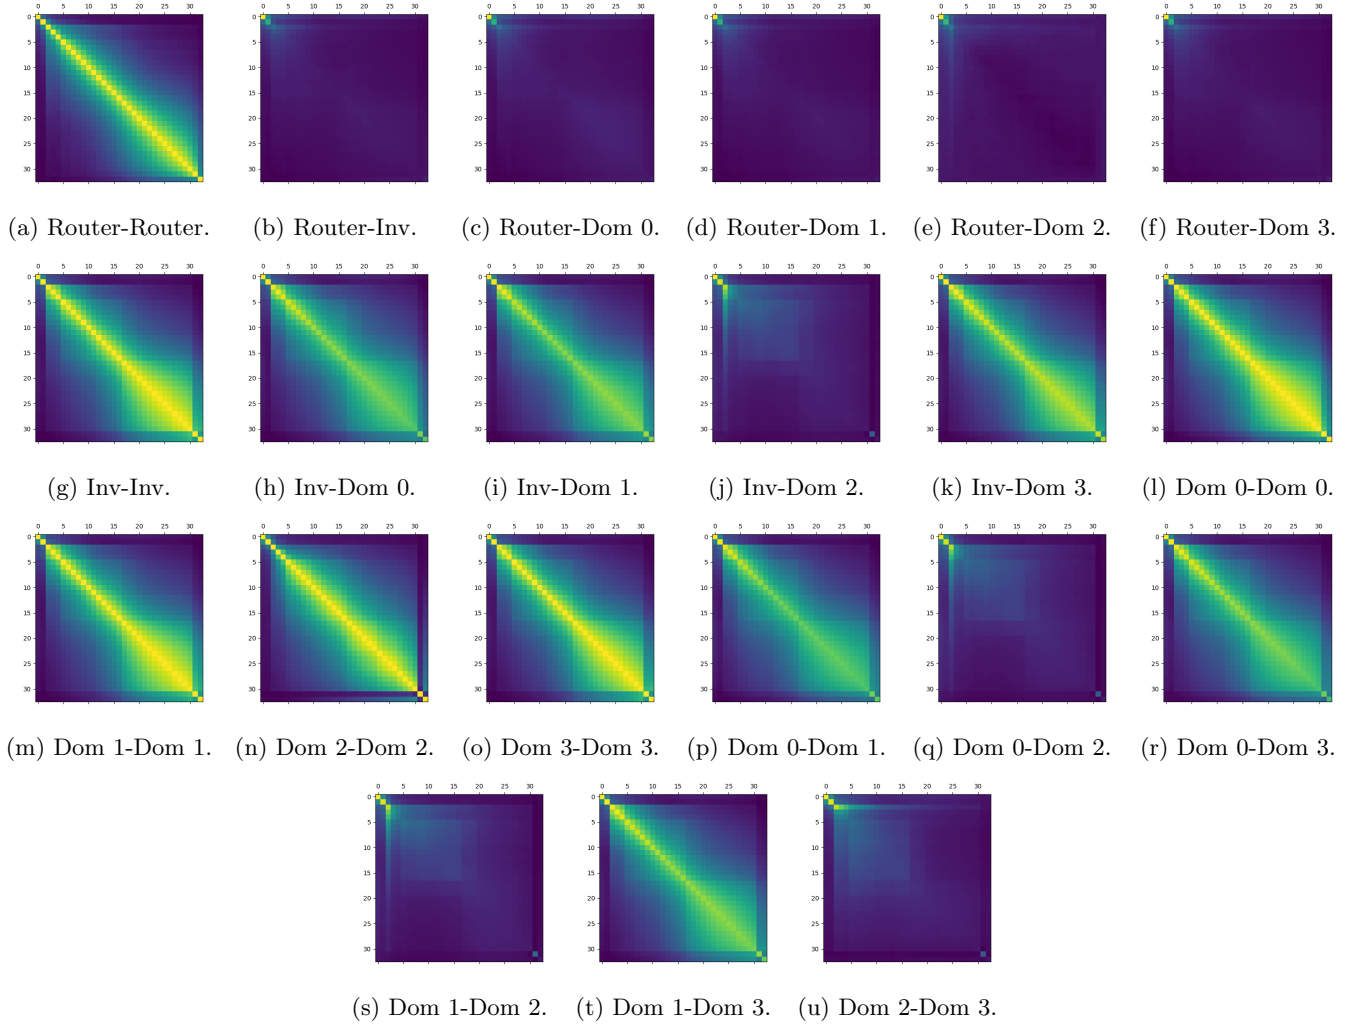 (a) Router-Router. (b) Router-Inv. (c) Router-Dom 0. (d) Router-Dom 1. (e) Router-Dom 2. (f) Router-Dom 3.
(g) Inv-Inv. (h) Inv-Dom 0. (i) Inv-Dom 1. (j) Inv-Dom 2. (k) Inv-Dom 3. (l) Dom 0-Dom 0.
(m) Dom 1-Dom 1. (n) Dom 2-Dom 2. (o) Dom 3-Dom 3. (p) Dom 0-Dom 1. (q) Dom 0-Dom 2. (r) Dom 0-Dom 3.
(s) Dom 1-Dom 2. (t) Dom 1-Dom 3. (u) Dom 2-Dom 3.